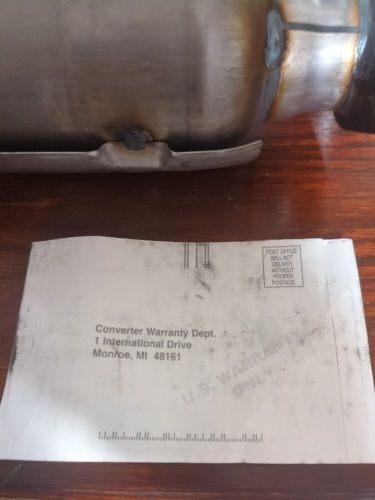 POST OFFICE
WILL NOT
DELIVER
WITHOUT
PROPER
POSTAGE
Converter Warranty Dept.
1 International Drive
Monroe, MI 48161
U.S. WARRANTY
ONLY